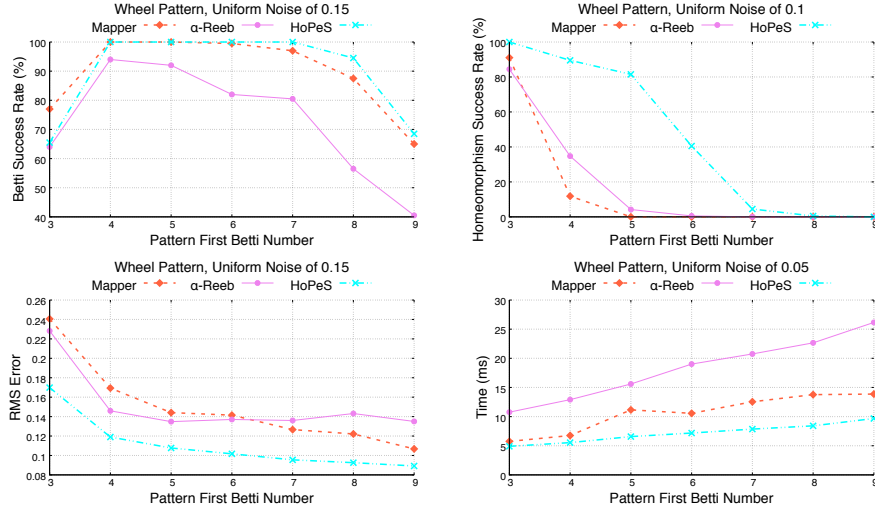 Wheel Pattern, Uniform Noise of 0.15
Mapper α-Reeb HoPeS
Betti Success Rate (%)
100
90
80
70
60
50
40
3 4 5 6 7 8 9
Pattern First Betti Number
Wheel Pattern, Uniform Noise of 0.1
Mapper α-Reeb HoPeS
Homeomorphism Success Rate (%)
100
80
60
40
20
0
3 4 5 6 7 8 9
Pattern First Betti Number
Wheel Pattern, Uniform Noise of 0.15
Mapper α-Reeb HoPeS
RMS Error
0.26
0.24
0.22
0.2
0.18
0.16
0.14
0.12
0.1
0.08
3 4 5 6 7 8 9
Pattern First Betti Number
Wheel Pattern, Uniform Noise of 0.05
Mapper α-Reeb HoPeS
Time (ms)
30
25
20
15
10
5
0
3 4 5 6 7 8 9
Pattern First Betti Number